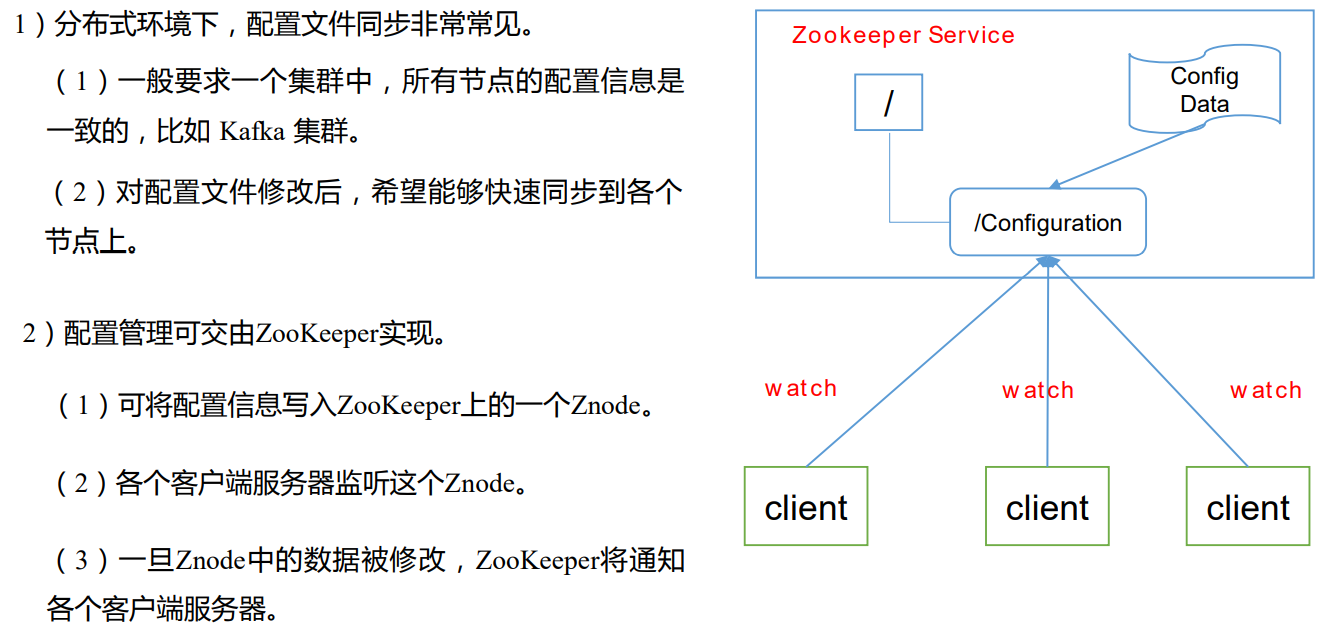 1）分布式环境下，配置文件同步非常常见。
（1）一般要求一个集群中，所有节点的配置信息是
一致的，比如 Kafka 集群。
（2）对配置文件修改后，希望能够快速同步到各个
节点上。
2）配置管理可交由ZooKeeper实现。
（1）可将配置信息写入ZooKeeper上的一个Znode。
（2）各个客户端服务器监听这个Znode。
（3）一旦Znode中的数据被修改，ZooKeeper将通知
各个客户端服务器。
Zookeeper Service
/
Config
Data
/Configuration
watch
watch
watch
client
client
client